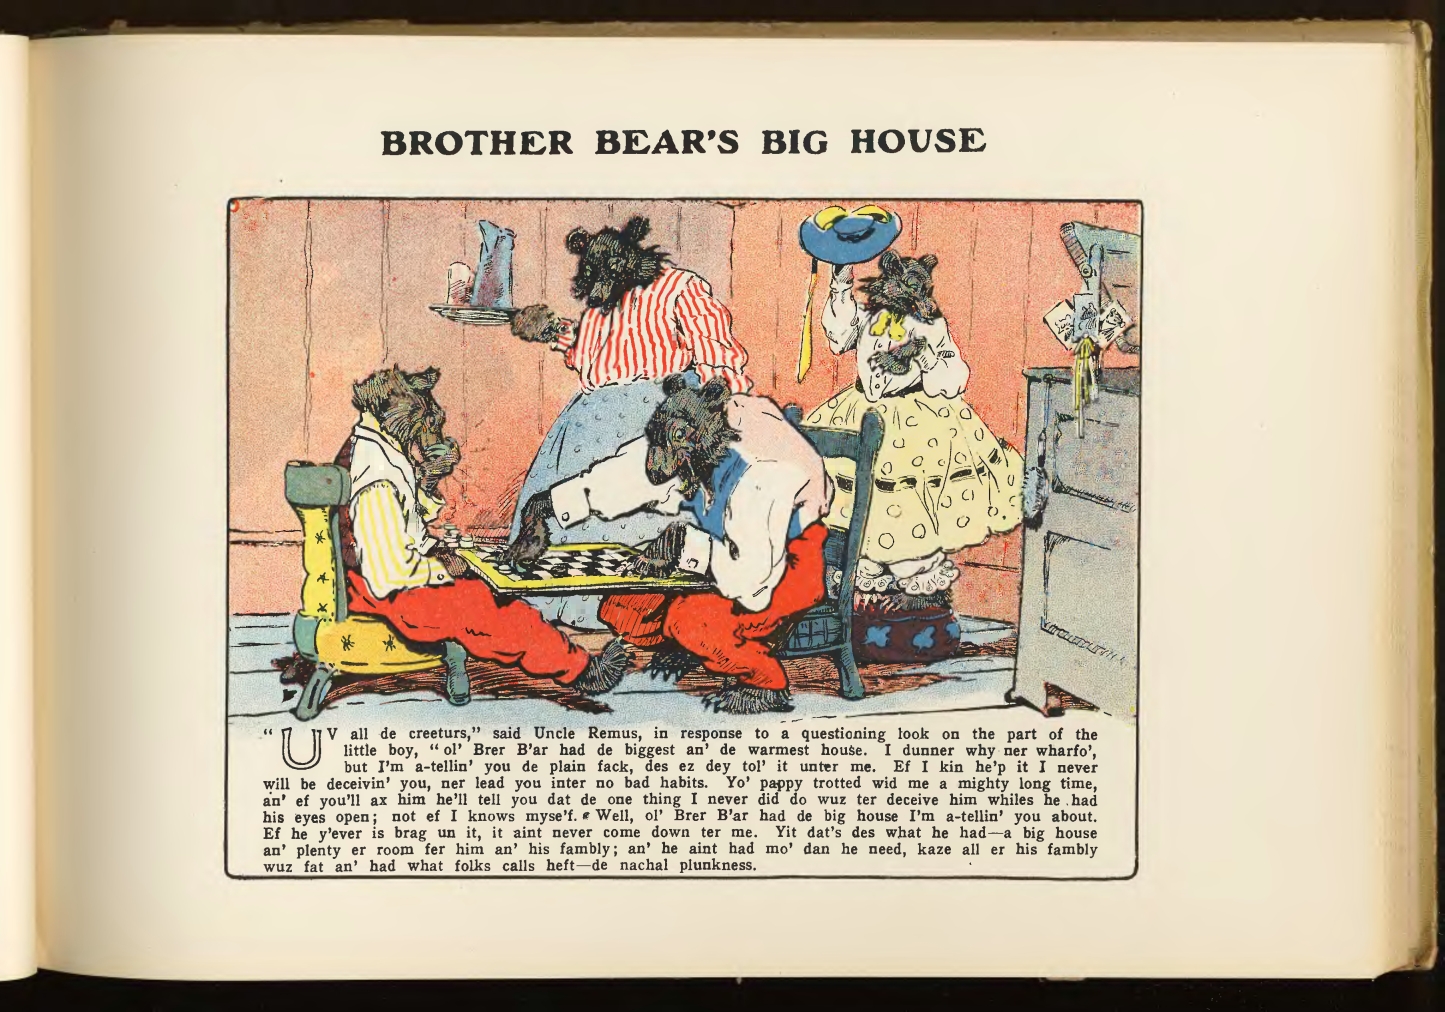 BROTHER BEAR'S BIG HOUSE
“UV all de creeturs,” said Uncle Remus, in response to a questioning look on the part of the
little boy, “ol' Brer B'ar had de biggest an' de warmest house. I dunner why ner wharfo',
but I'm a-tellin' you de plain fack, des ez dey tol' it unter me. Ef I kin he'p it I never
will be deceivin' you, ner lead you inter no bad habits. Yo' pappy trotted wid me a mighty long time,
an' ef you'll ax him he'll tell you dat de one thing I never did do wuz ter deceive him whiles he had
his eyes open; not ef I knows myse'f. Well, ol' Brer B'ar had de big house I'm a-tellin' you about.
Ef he y'ever is brag un it, it aint never come down ter me. Yit dat's des what he had—a big house
an' plenty er room fer him an' his fambly; an' he aint had mo' dan he need, kaze all er his fambly
wuz fat an' had what folks calls heft—de nachal plunkness.